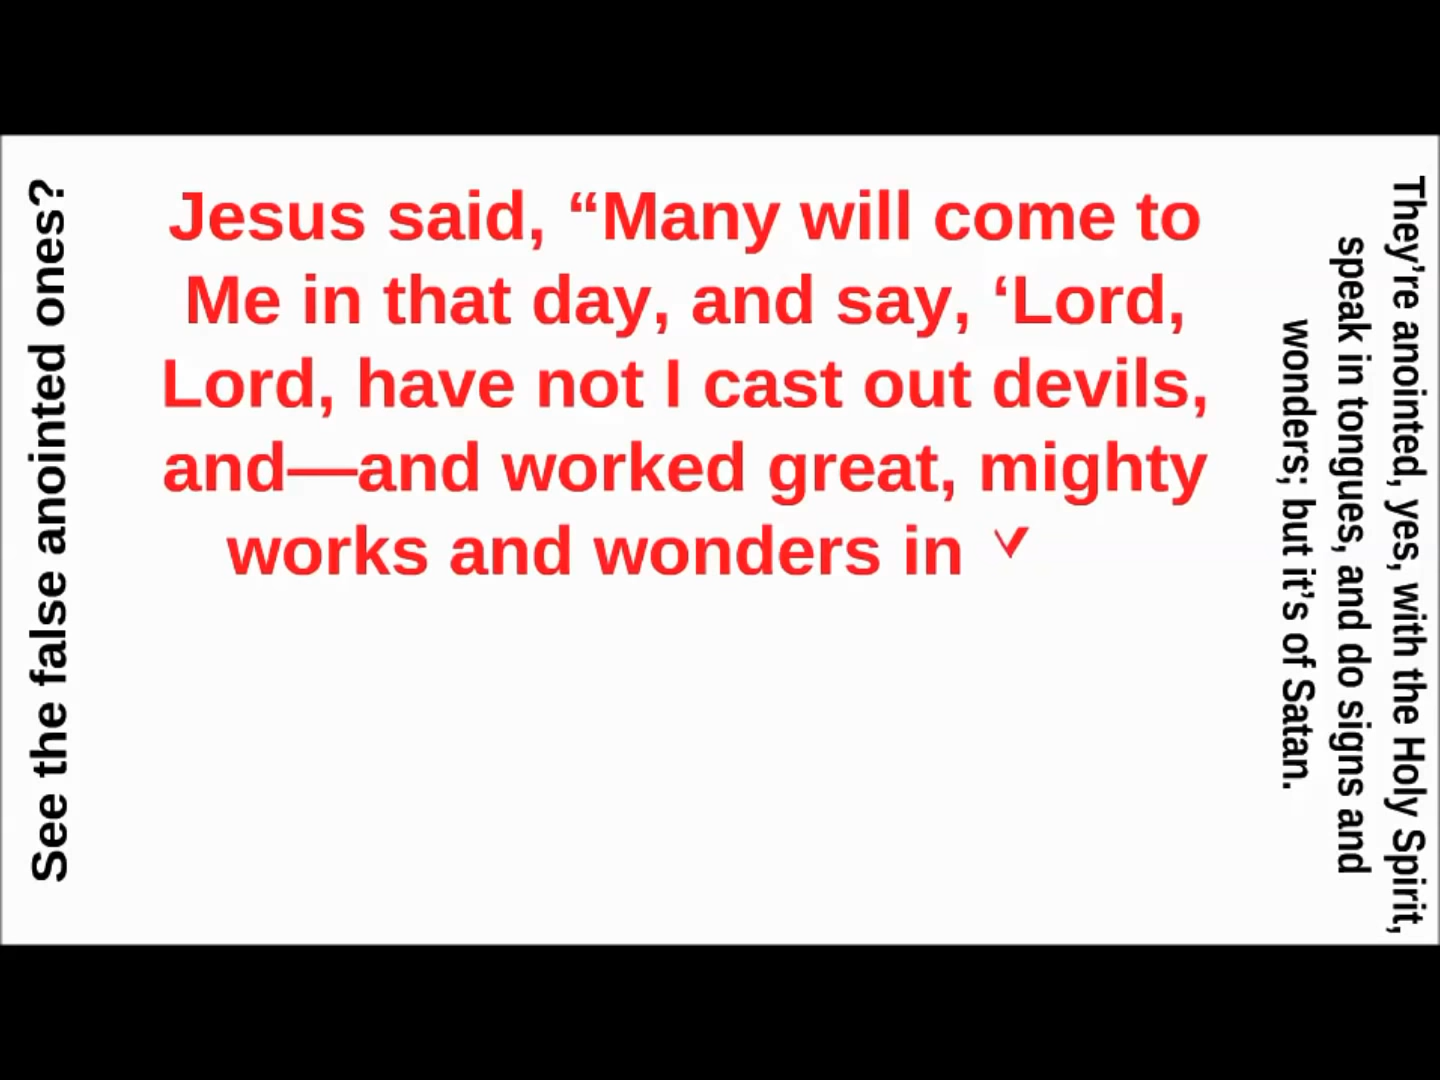 See the false anointed ones?
Jesus said, “Many will come to
Me in that day, and say, ‘Lord,
Lord, have not I cast out devils,
and—and worked great, mighty
works and wonders in
They’re anointed, yes, with the Holy Spirit,
speak in tongues, and do signs and
wonders; but it’s of Satan.